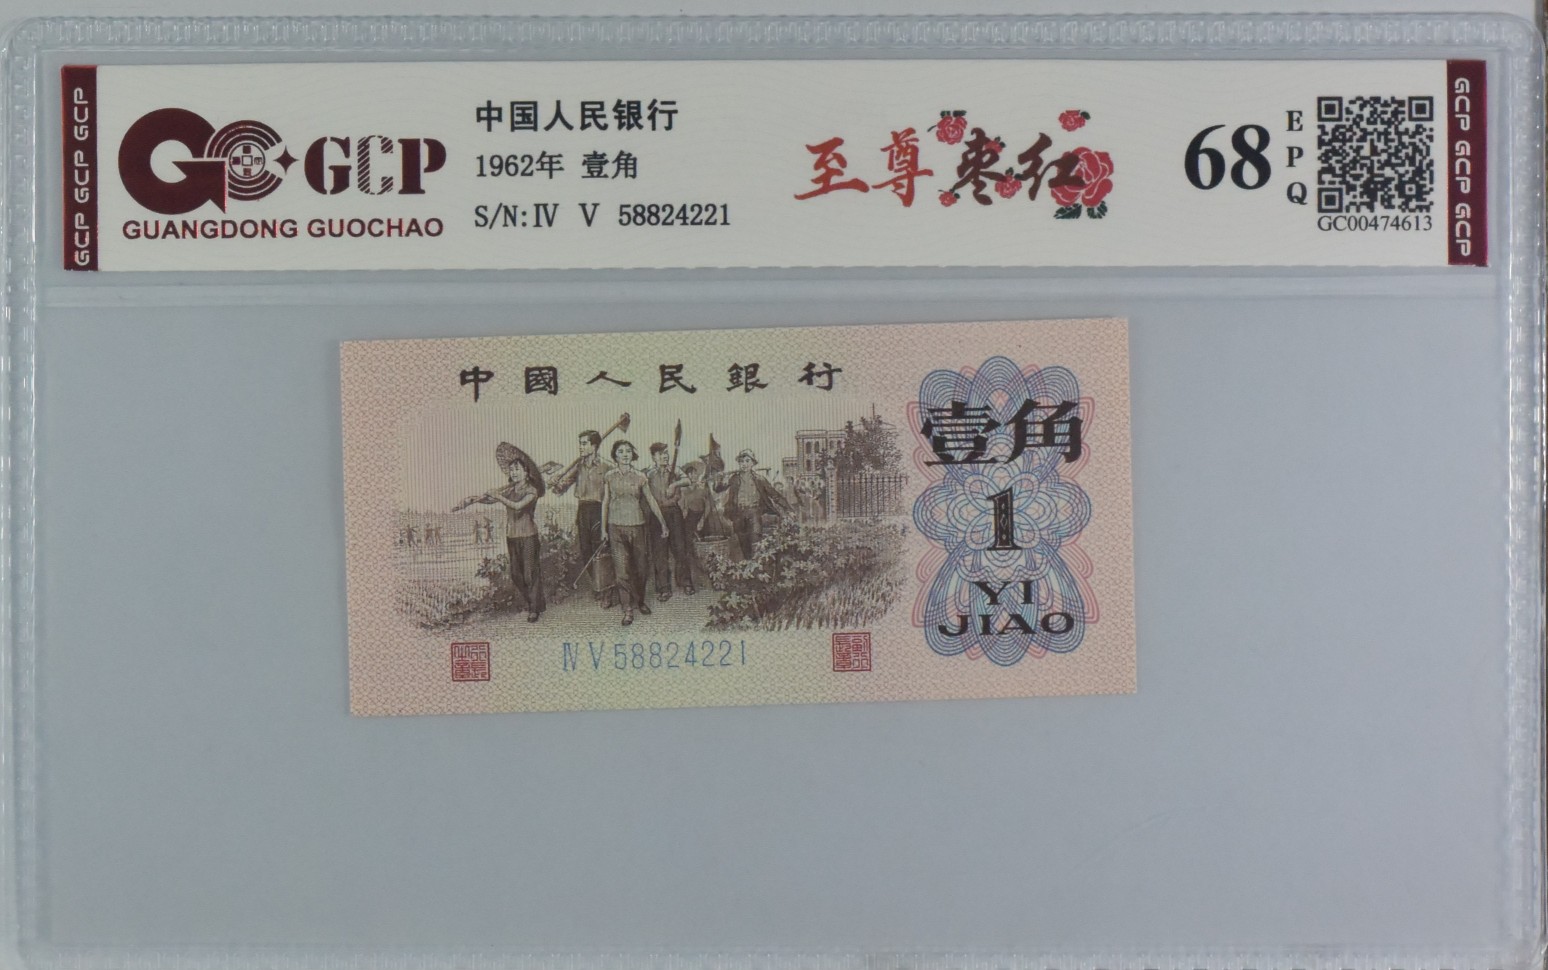 GCP GCP GCP
GCP
GUANGDONG GUOCHAO
中国人民银行
1962年 壹角
S/N:Ⅳ Ⅴ 58824221
至尊枣红
68
E
P
Q
GC00474613
GCP GCP GCP
中國人民銀行
壹角
1
YI
JIAO
Ⅳ Ⅴ 58824221